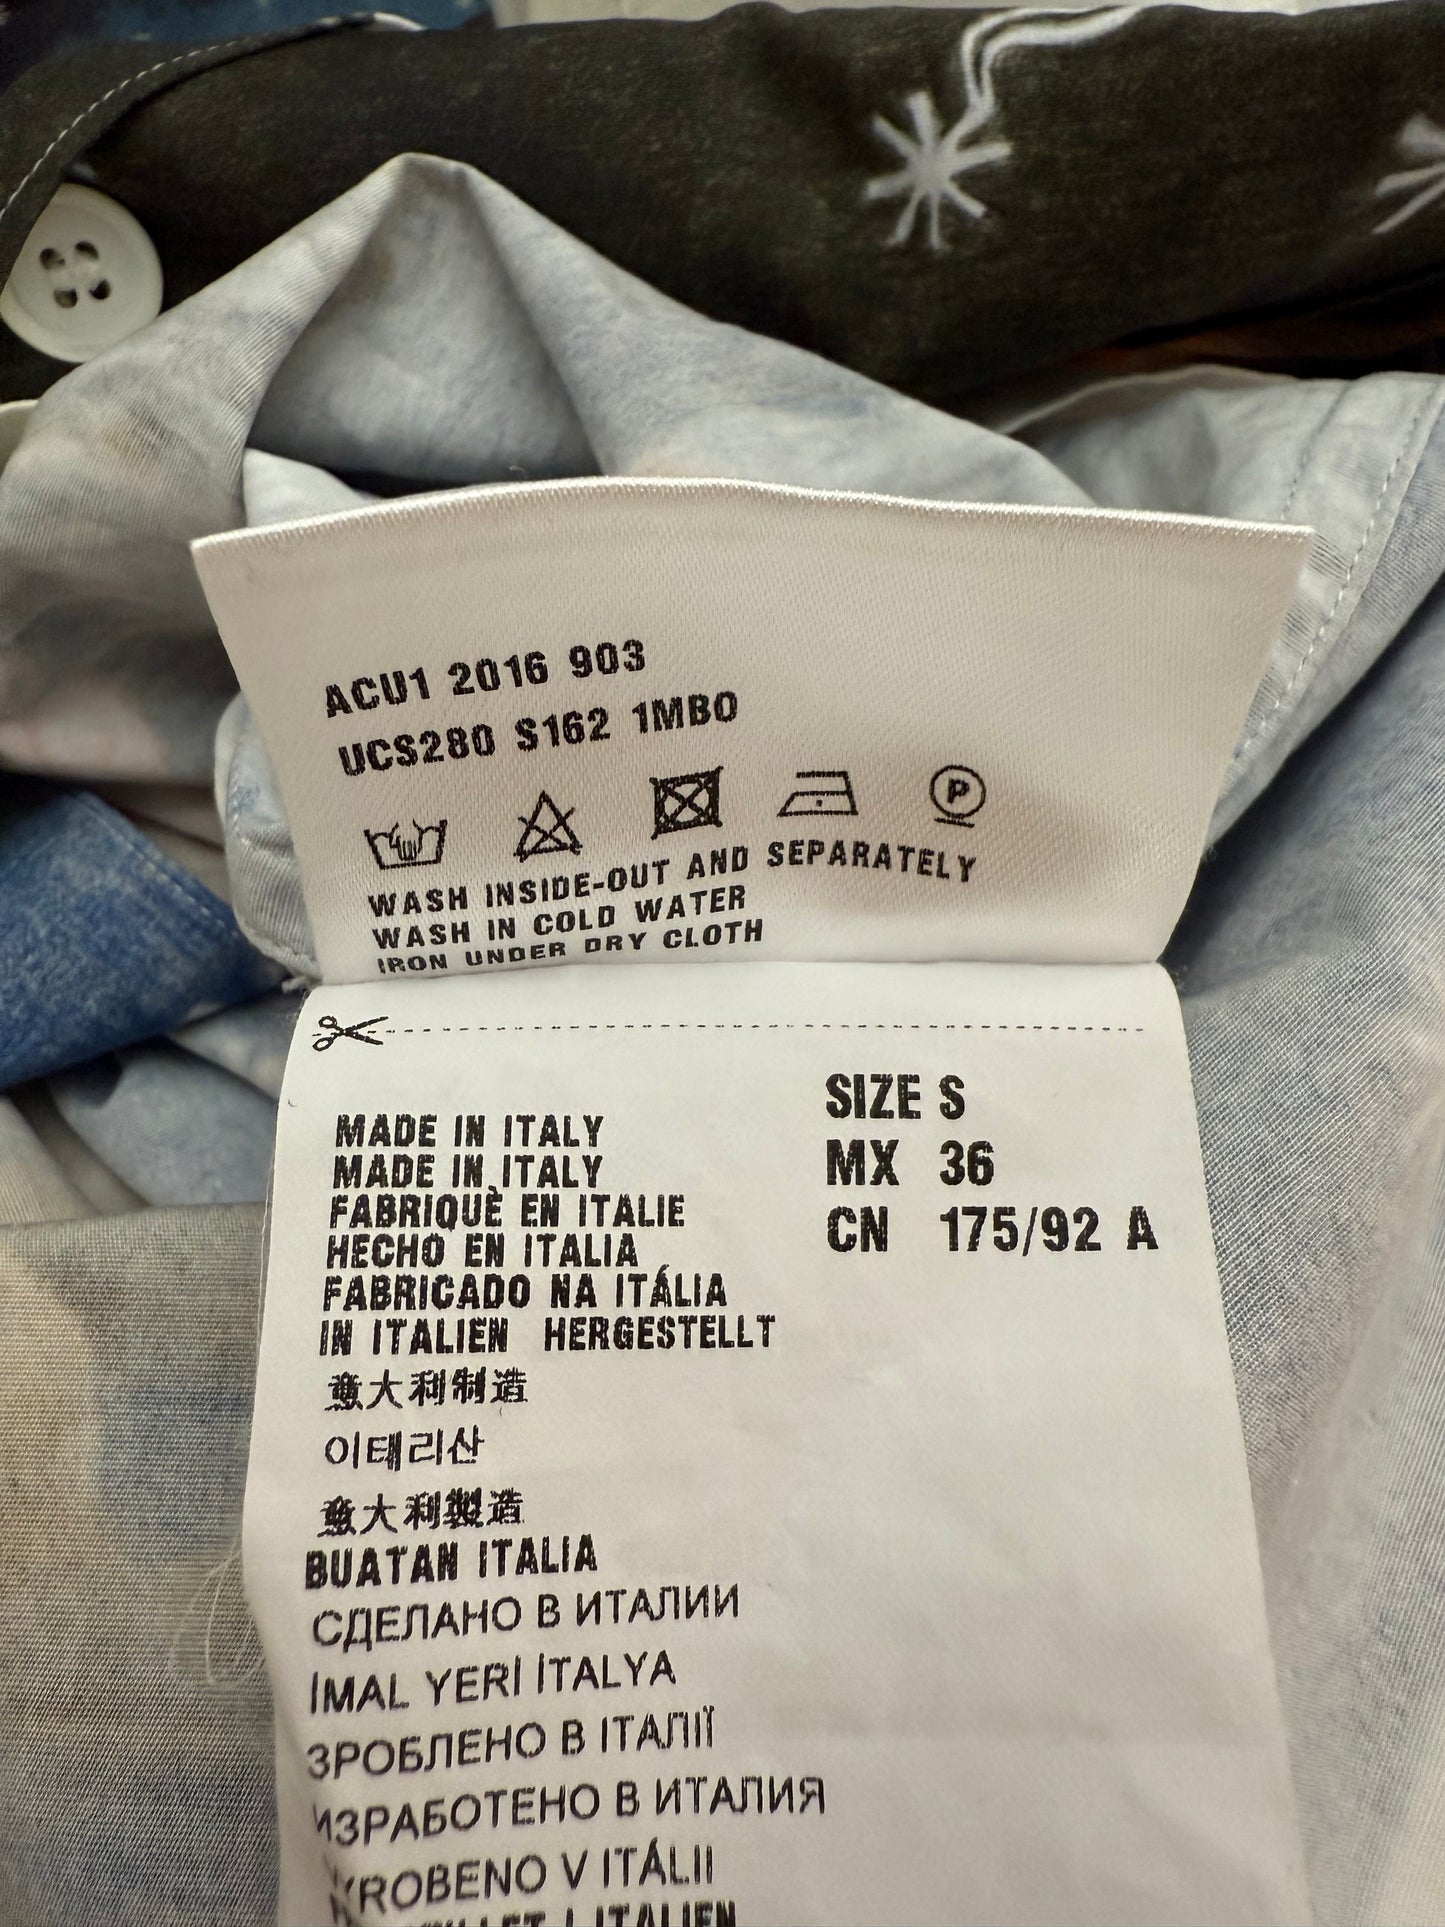 ACU1 2016 903
UCS280 S162 1MBO
P
WASH INSIDE-OUT AND SEPARATELY
WASH IN COLD WATER
IRON UNDER DRY CLOTH
SIZE S
MX 36
CN 175/92 A
MADE IN ITALY
MADE IN ITALY
FABRIQUÈ EN ITALIE
HECHO EN ITALIA
FABRICADO NA ITÁLIA
IN ITALIEN HERGESTELLT
意大利制造
이태리산
意大利製造
BUATAN ITALIA
СДЕЛАНО В ИТАЛИИ
İMAL YERİ İTALYA
ЗРОБЛЕНО В ІТАЛІЇ
ИЗРАБОТЕНО В ИТАЛИЯ
VYROBENO V ITÁLII
I ITALIEN